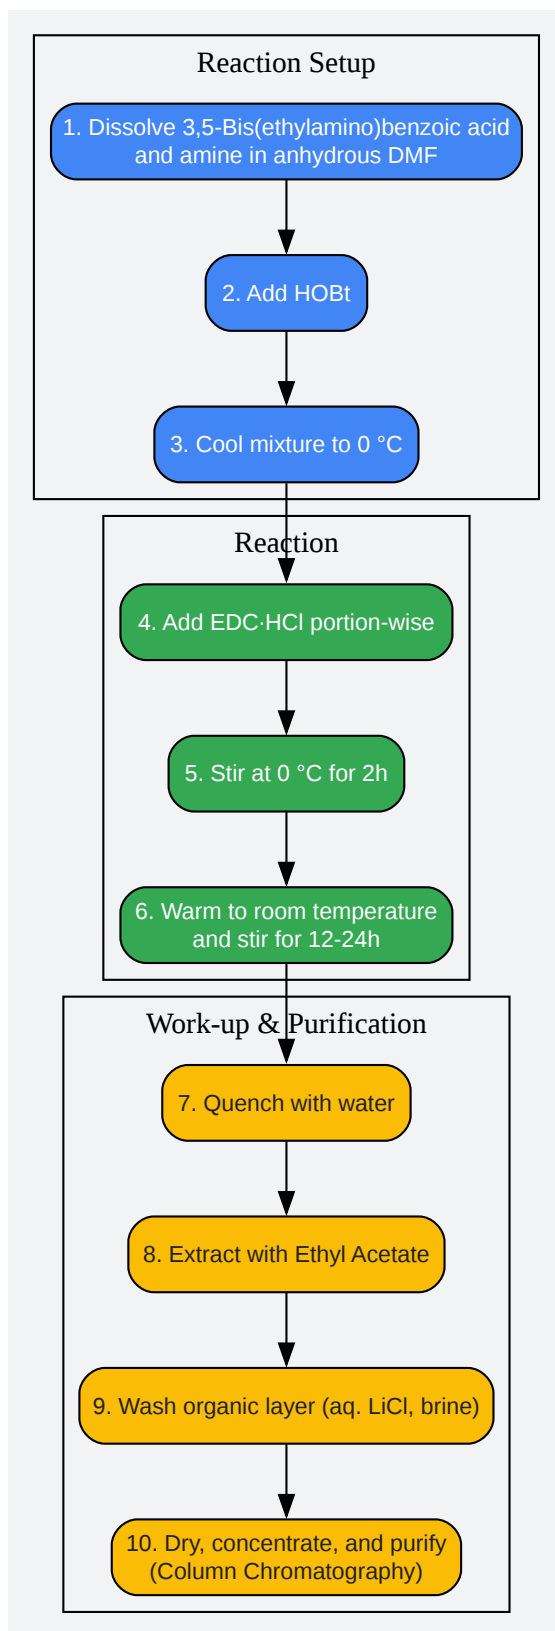 Reaction Setup
1. Dissolve 3,5-Bis(ethylamino)benzoic acid
and amine in anhydrous DMF
2. Add HOBt
3. Cool mixture to 0 °C
Reaction
4. Add EDC·HCl portion-wise
5. Stir at 0 °C for 2h
6. Warm to room temperature
and stir for 12-24h
Work-up & Purification
7. Quench with water
8. Extract with Ethyl Acetate
9. Wash organic layer (aq. LiCl, brine)
10. Dry, concentrate, and purify
(Column Chromatography)